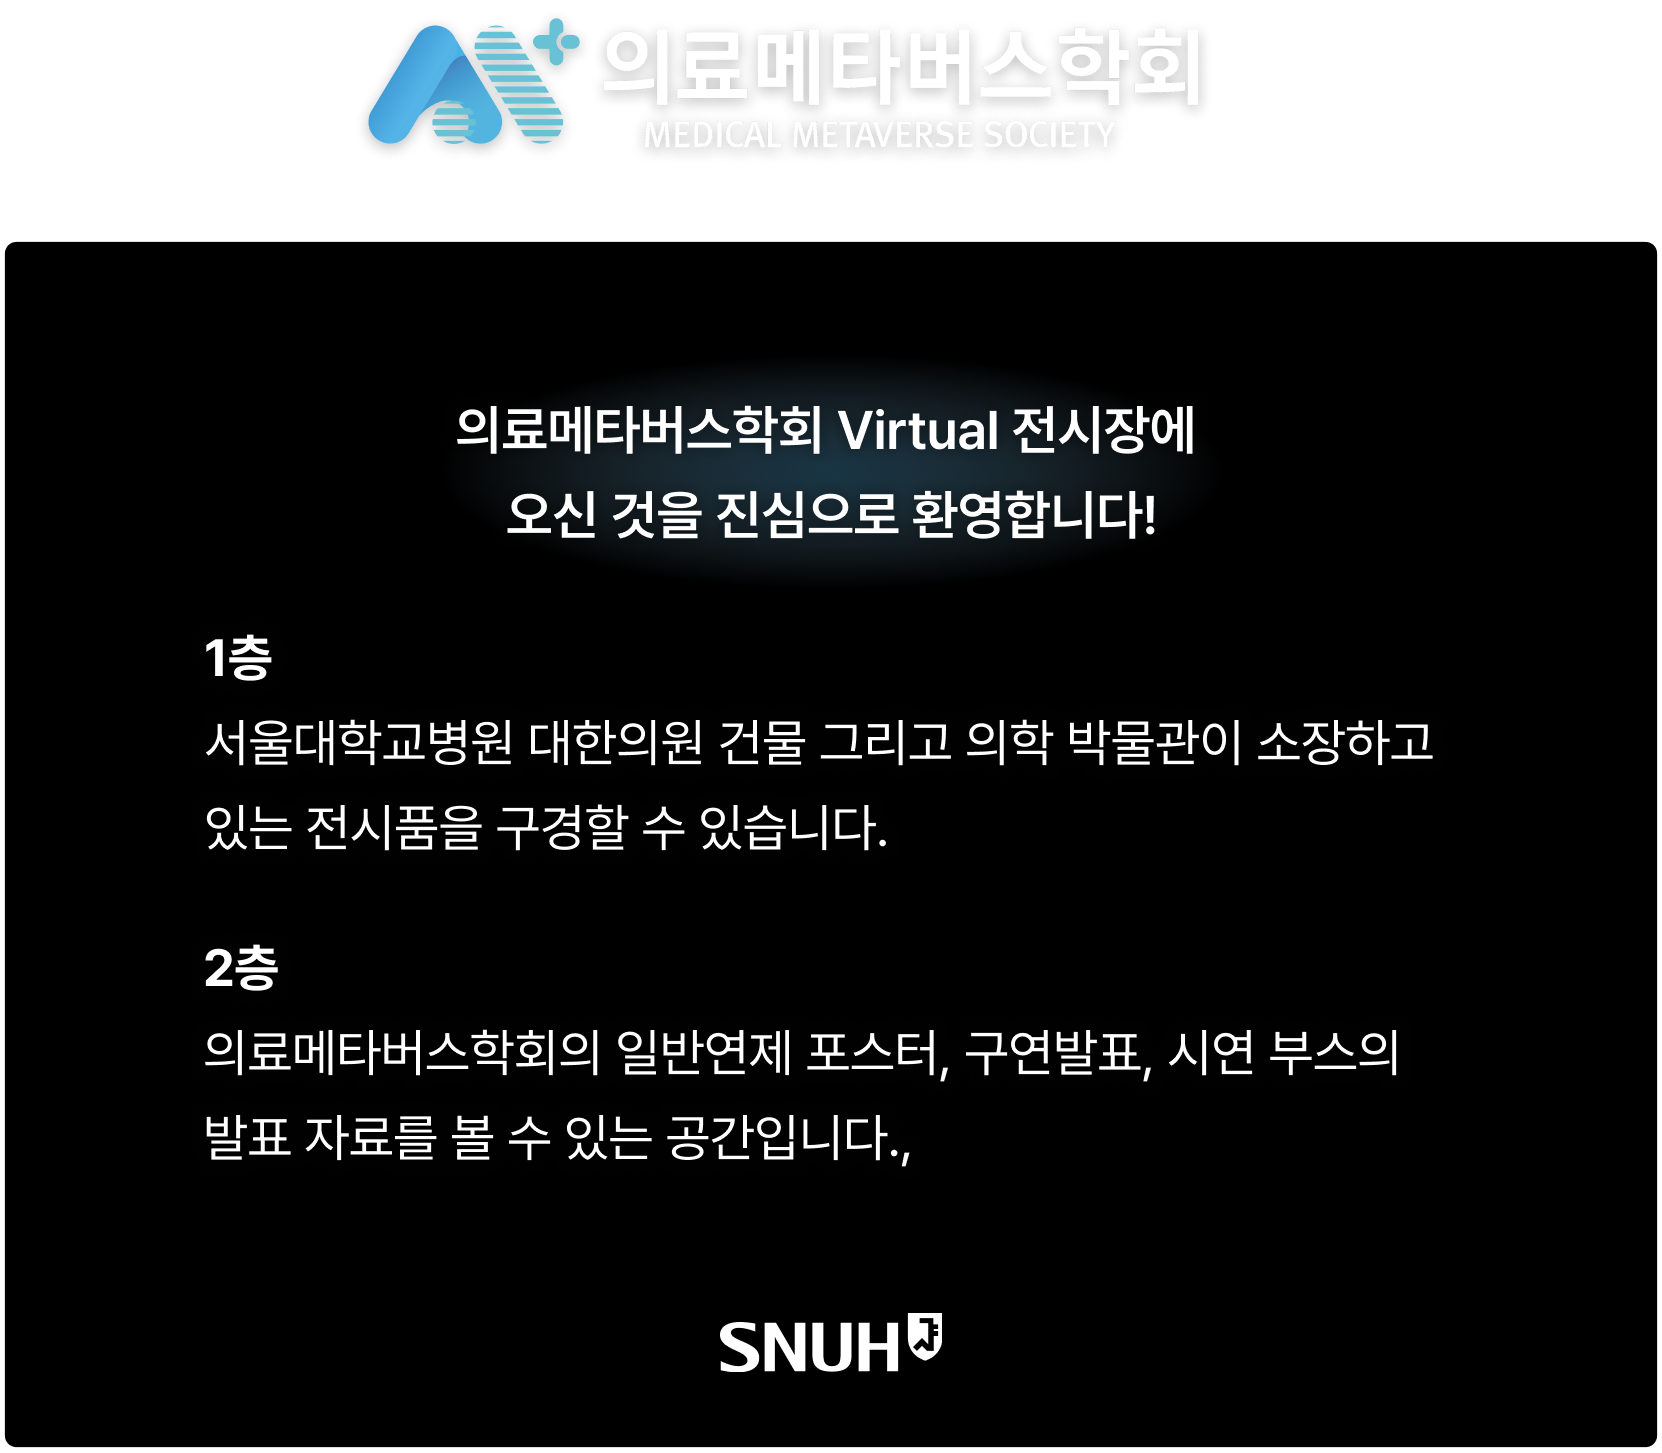 의료메타버스학회
MEDICAL METAVERSE SOCIETY
의료메타버스학회 Virtual 전시장에
오신 것을 진심으로 환영합니다!
1층
서울대학교병원 대한의원 건물 그리고 의학 박물관이 소장하고
있는 전시품을 구경할 수 있습니다.
2층
의료메타버스학회의 일반연제 포스터, 구연발표, 시연 부스의
발표 자료를 볼 수 있는 공간입니다.,
SNUH